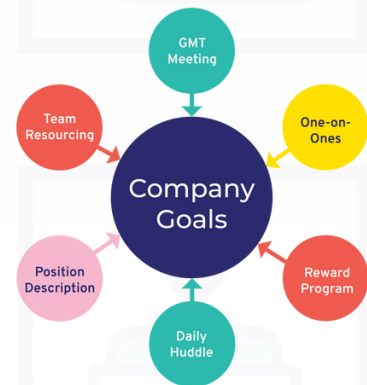 GMT
Meeting
Team
Resourcing
One-on-
Ones
Company
Goals
Position
Description
Reward
Program
Daily
Huddle